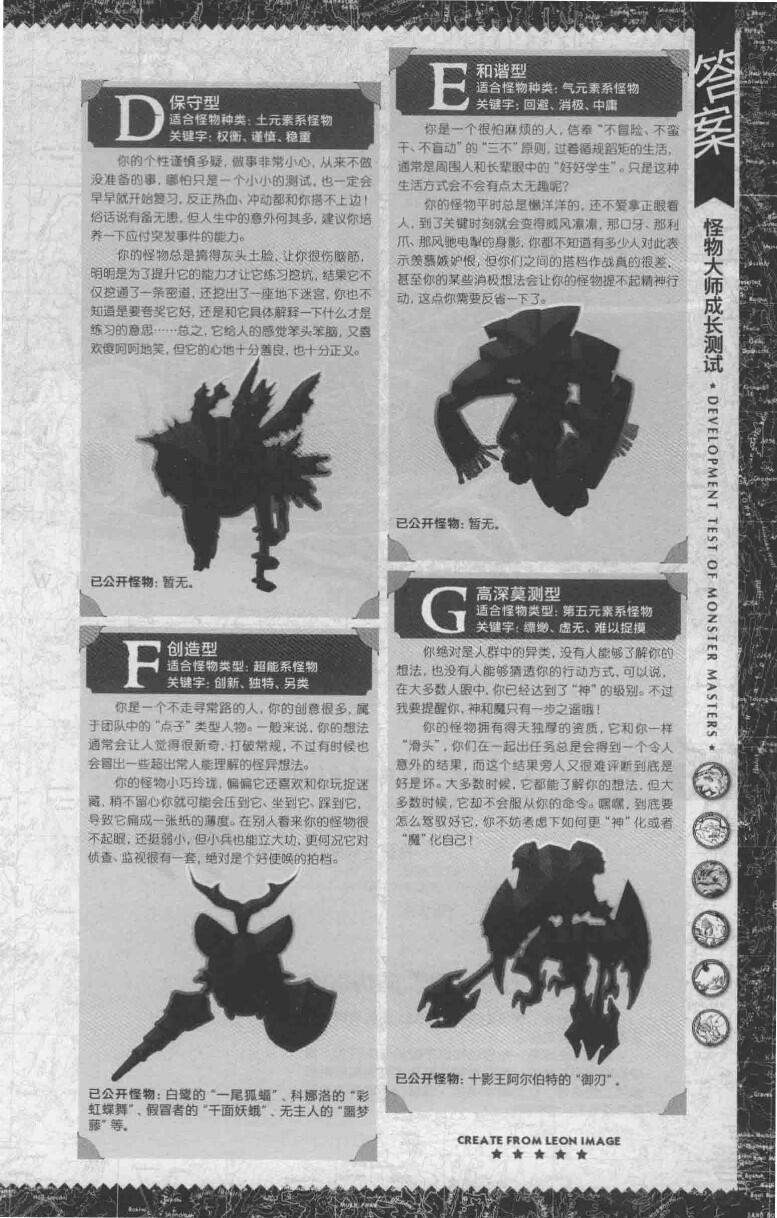 答案
怪物大师成长测试
★ DEVELOPMENT TEST OF MONSTER MASTERS ★
D 保守型
适合怪物种类：土元素系怪物
关键字：权衡、谨慎、稳重
你的个性谨慎多疑，做事非常小心，从来不做
没准备的事，哪怕只是一个小小的测试，也一定会
早早就开始复习，反正热血、冲动都和你搭不上边！
俗话说有备无患，但人生中的意外何其多，建议你培
养一下应付突发事件的能力。
你的怪物总是搞得灰头土脸，让你很伤脑筋，
明明是为了提升它的能力才让它练习挖坑，结果它不
仅挖通了一条密道，还挖出了一座地下迷宫，你也不
知道是要夸奖它好，还是和它具体解释一下什么才是
练习的意思……总之，它给人的感觉笨头笨脑，又喜
欢傻呵呵地笑，但它的心地十分善良，也十分正义。
已公开怪物：暂无。
E 和谐型
适合怪物种类：气元素系怪物
关键字：回避、消极、中庸
你是一个很怕麻烦的人，信奉“不冒险、不蛮
干、不盲动”的“三不”原则，过着循规蹈矩的生活，
通常是周围人和长辈眼中的“好好学生”。只是这种
生活方式会不会有点太无趣呢？
你的怪物平时总是懒洋洋的，还不爱拿正眼看
人，到了关键时刻就会变得威风凛凛，那口牙、那利
爪、那风驰电掣的身影，你都不知道有多少人对此表
示羡慕嫉妒恨，但你们之间的搭档作战真的很差，
甚至你的某些消极想法会让你的怪物提不起精神行
动，这点你需要反省一下了。
已公开怪物：暂无。
F 创造型
适合怪物类型：超能系怪物
关键字：创新、独特、另类
你是一个不走寻常路的人，你的创意很多，属
于团队中的“点子”类型人物。一般来说，你的想法
通常会让人觉得很新奇，打破常规，不过有时候也
会冒出一些超出常人能理解的怪异想法。
你的怪物小巧玲珑，偏偏它还喜欢和你玩捉迷
藏，稍不留心你就可能会压到它、坐到它、踩到它，
导致它扁成一张纸的薄度。在别人看来你的怪物很
不起眼，还挺弱小，但小兵也能立大功，更何况它对
侦查、监视很有一套，绝对是个好使唤的拍档。
已公开怪物：白鹭的“一尾狐蝠”、科娜洛的“彩
虹蝶舞”、假冒者的“千面妖蛾”、无主人的“噩梦
藤”等。
G 高深莫测型
适合怪物类型：第五元素系怪物
关键字：缥缈、虚无、难以捉摸
你绝对是人群中的异类，没有人能够了解你的
想法，也没有人能够猜透你的行动方式，可以说，
在大多数人眼中，你已经达到了“神”的级别。不过
我要提醒你，神和魔只有一步之遥哦！
你的怪物拥有得天独厚的资质，它和你一样
“滑头”，你们在一起出任务总是会得到一个令人
意外的结果，而这个结果旁人又很难评断到底是
好是坏。大多数时候，它都能了解你的想法，但大
多数时候，它却不会服从你的命令。嘿嘿，到底要
怎么驾驭好它，你不妨考虑下如何更“神”化或者
“魔”化自己！
已公开怪物：十影王阿尔伯特的“御刃”。
CREATE FROM LEON IMAGE
★ ★ ★ ★ ★